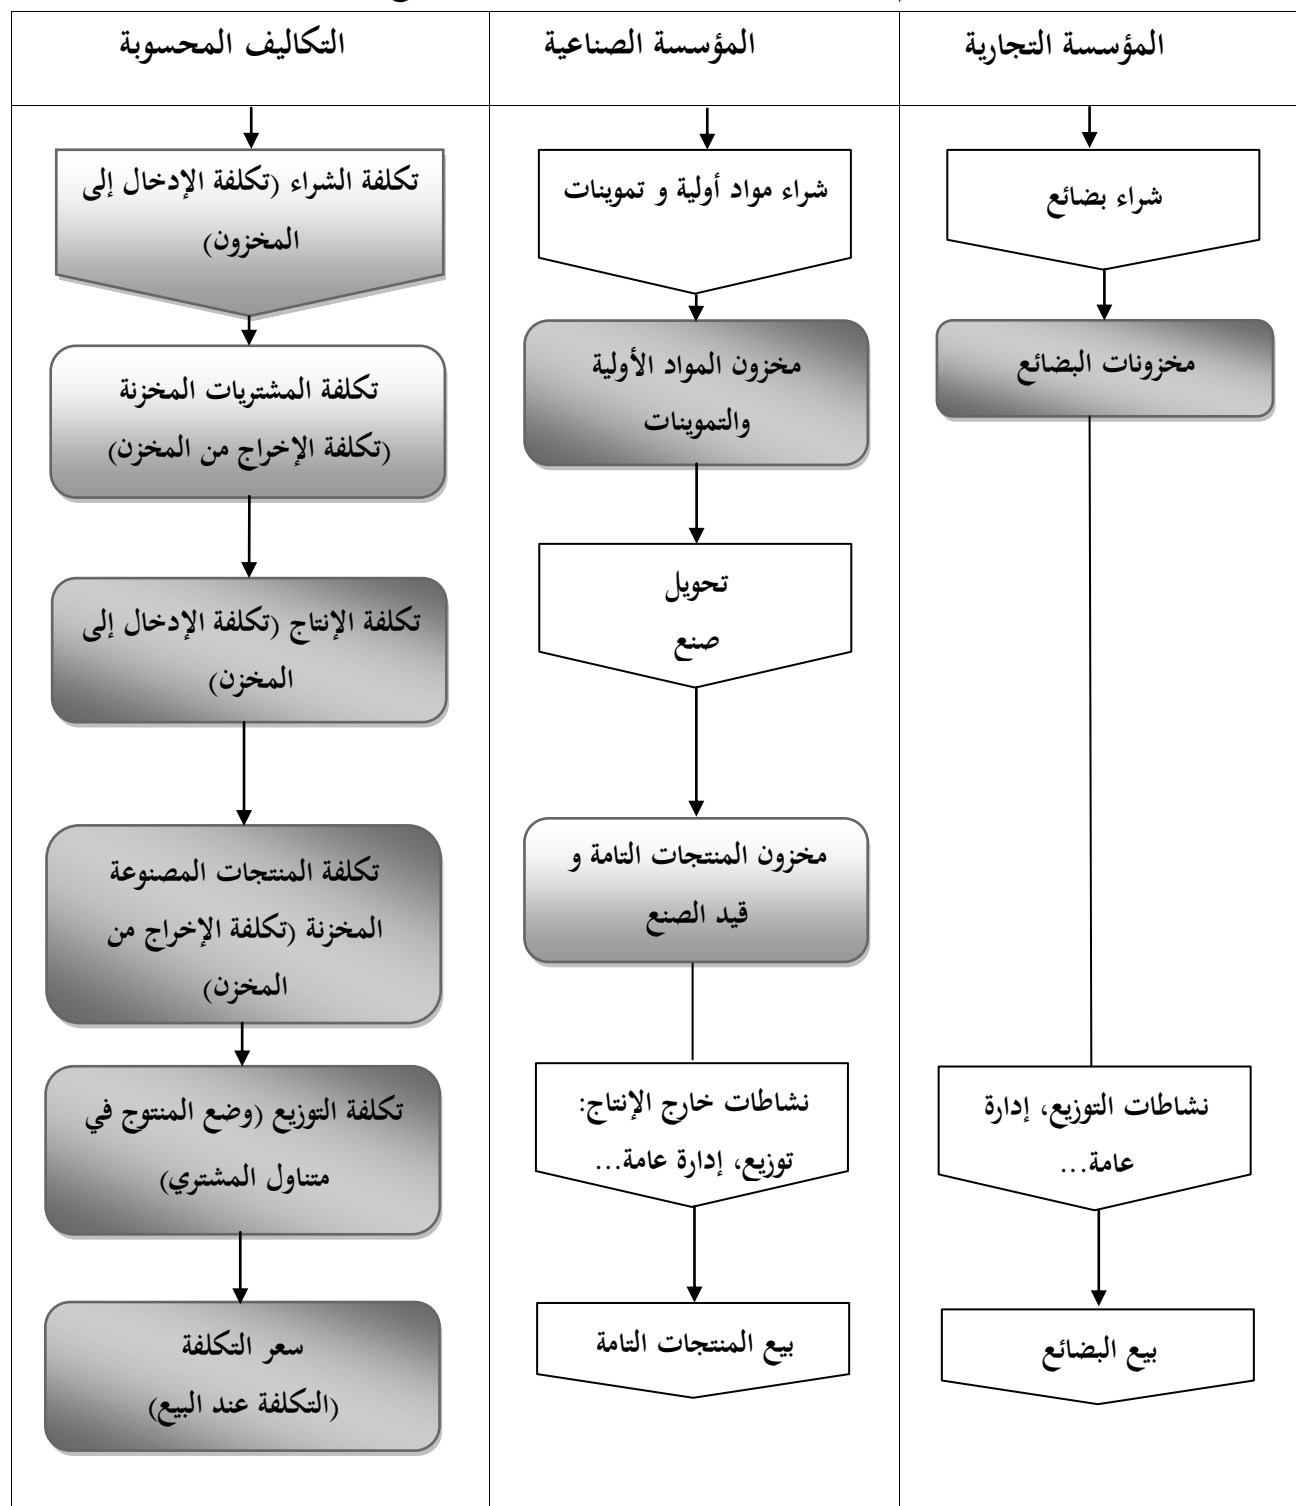 المؤسسة التجارية
المؤسسة الصناعية
التكاليف المحسوبة
شراء بضائع
مخزونات البضائع
نشاطات التوزيع، إدارة
عامة...
بيع البضائع
شراء مواد أولية و تموينات
مخزون المواد الأولية
والتموينات
تحويل
صنع
مخزون المنتجات التامة و
قيد الصنع
نشاطات خارج الإنتاج:
توزيع، إدارة عامة...
بيع المنتجات التامة
تكلفة الشراء (تكلفة الإدخال إلى
المخزون)
تكلفة المشتريات المخزنة
(تكلفة الإخراج من المخزن)
تكلفة الإنتاج (تكلفة الإدخال إلى
المخزن)
تكلفة المنتجات المصنوعة
المخزنة (تكلفة الإخراج من
المخزن)
تكلفة التوزيع (وضع المنتوج في
متناول المشتري)
سعر التكلفة
(التكلفة عند البيع)